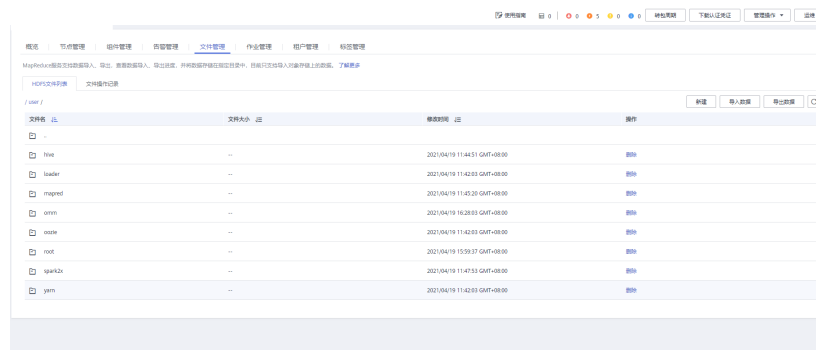 使用指南 0 0 5 0 0 转包周期 下载认证凭证 管理操作 运维
概览 节点管理 组件管理 告警管理 文件管理 作业管理 租户管理 标签管理
MapReduce服务支持数据导入、导出，查看数据导入、导出进度，并将数据存储在指定目录中，目前只支持导入对象存储上的数据。 了解更多
HDFS文件列表 文件操作记录
/ user / 新建 导入数据 导出数据
文件名 文件大小 修改时间 操作
..
hive -- 2021/04/19 11:44:51 GMT+08:00 删除
loader -- 2021/04/19 11:42:03 GMT+08:00 删除
mapred -- 2021/04/19 11:45:20 GMT+08:00 删除
omm -- 2021/04/19 16:28:03 GMT+08:00 删除
oozie -- 2021/04/19 11:42:03 GMT+08:00 删除
root -- 2021/04/19 15:59:37 GMT+08:00 删除
spark2x -- 2021/04/19 11:47:53 GMT+08:00 删除
yarn -- 2021/04/19 11:42:03 GMT+08:00 删除